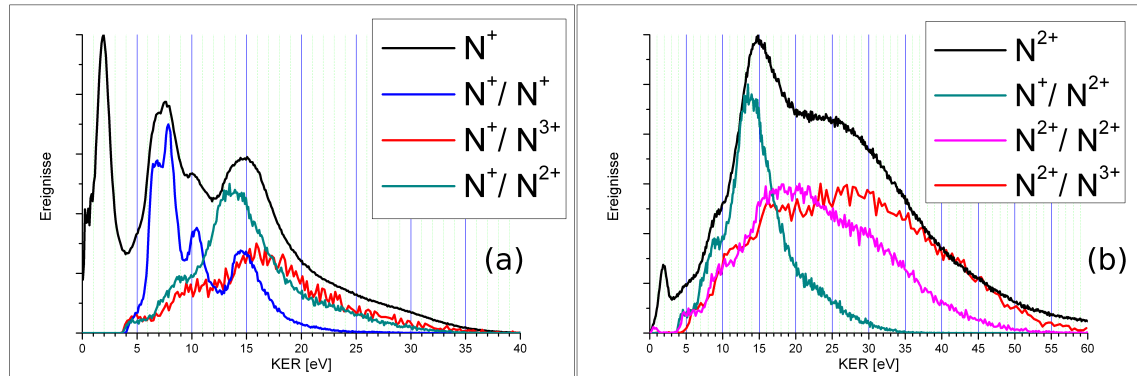 N⁺
N⁺/ N⁺
N⁺/ N³⁺
N⁺/ N²⁺
(a)
Ereignisse
0 5 10 15 20 25 30 35 40
KER [eV]
N²⁺
N⁺/ N²⁺
N²⁺/ N²⁺
N²⁺/ N³⁺
(b)
Ereignisse
0 5 10 15 20 25 30 35 40 45 50 55 60
KER [eV]